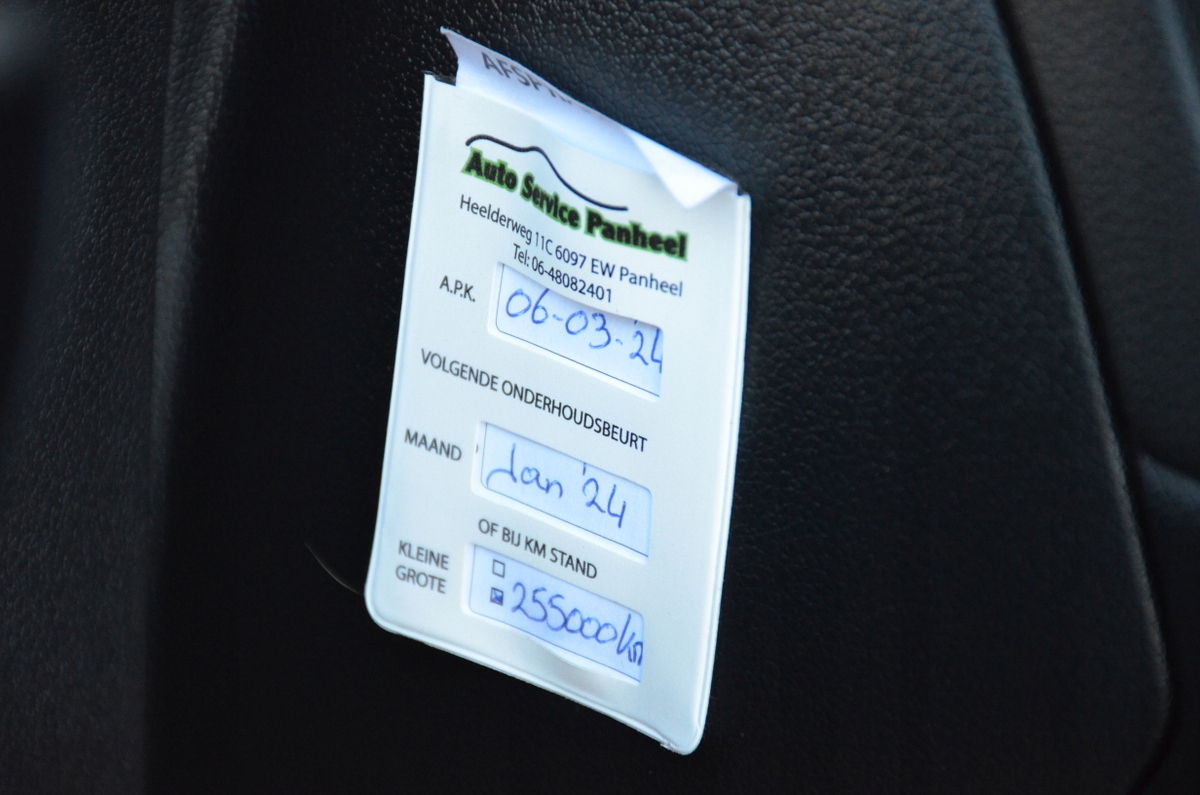 Auto Service Panheel
Heelderweg 11C 6097 EW Panheel
Tel: 06-48082401
A.P.K. 06-03-'24
VOLGENDE ONDERHOUDSBEURT
MAAND Jan '24
OF BIJ KM STAND
KLEINE
GROTE 255000km